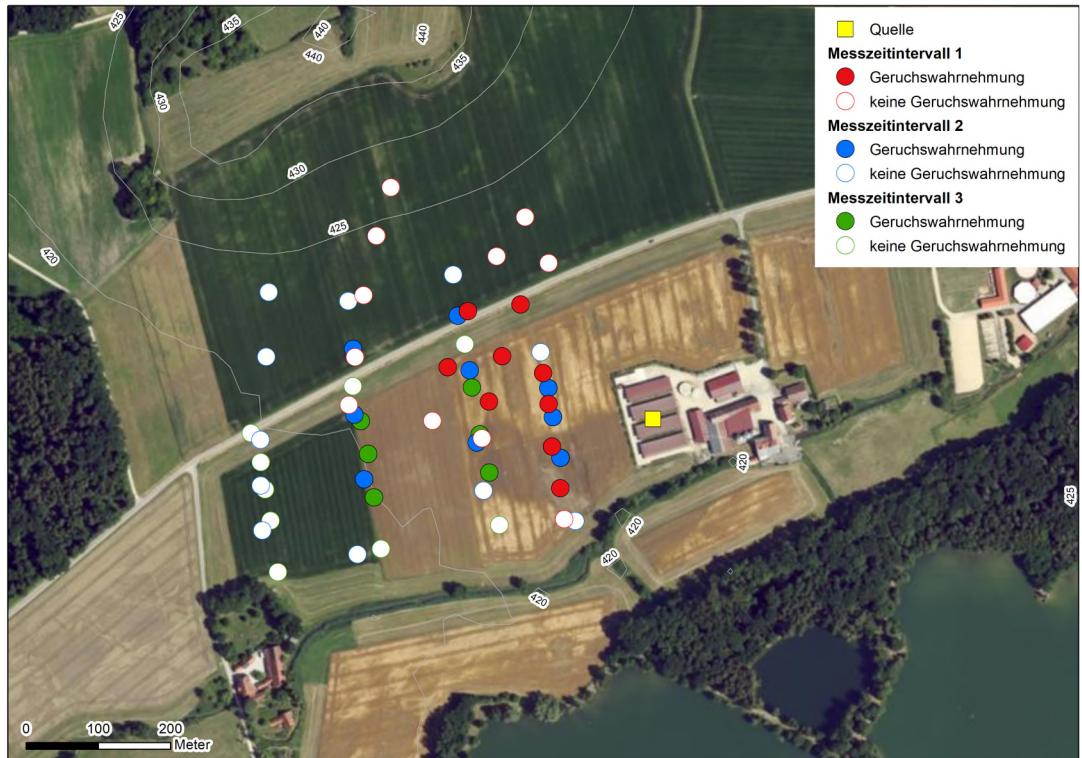 Quelle
Messzeitintervall 1
Geruchswahrnehmung
keine Geruchswahrnehmung
Messzeitintervall 2
Geruchswahrnehmung
keine Geruchswahrnehmung
Messzeitintervall 3
Geruchswahrnehmung
keine Geruchswahrnehmung
425
435
440
440
440
435
430
430
425
420
420
425
420
420
420
0 100 200
Meter